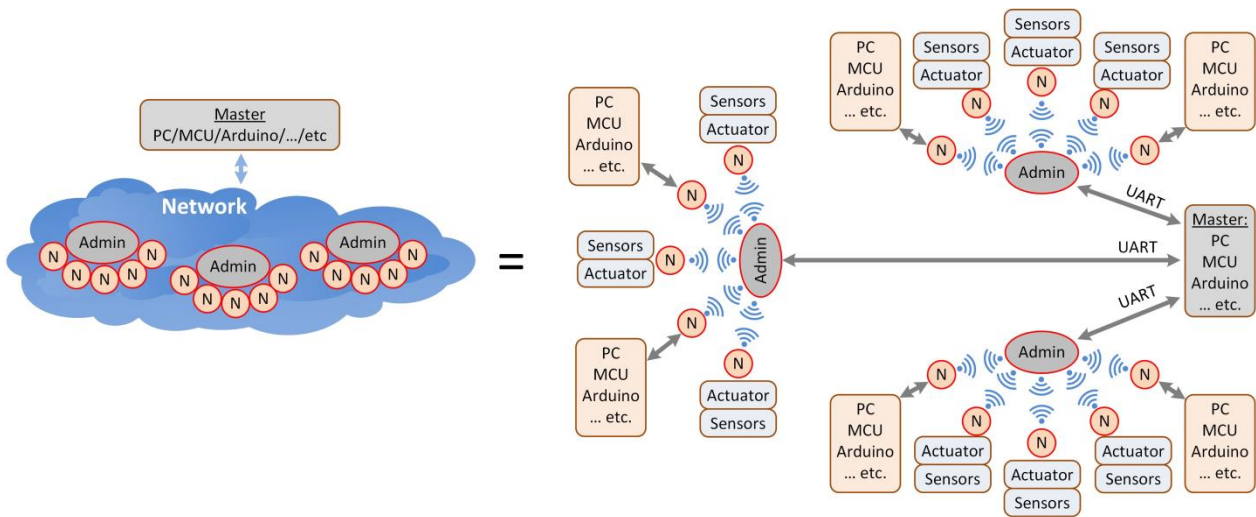 Master
PC/MCU/Arduino/.../etc
Network
Admin
N
N
N
N
N
Admin
N
N
N
N
N
Admin
N
N
N
N
N
=
PC
MCU
Arduino
... etc.
Sensors
Actuator
N
N
Sensors
Actuator
N
Admin
N
PC
MCU
Arduino
... etc.
N
Actuator
Sensors
PC
MCU
Arduino
... etc.
Sensors
Actuator
Sensors
Actuator
Sensors
Actuator
PC
MCU
Arduino
... etc.
N
N
N
N
N
Admin
UART
UART
UART
Master:
PC
MCU
Arduino
... etc.
Admin
N
N
N
N
N
PC
MCU
Arduino
... etc.
Actuator
Sensors
Actuator
Sensors
Actuator
Sensors
PC
MCU
Arduino
... etc.